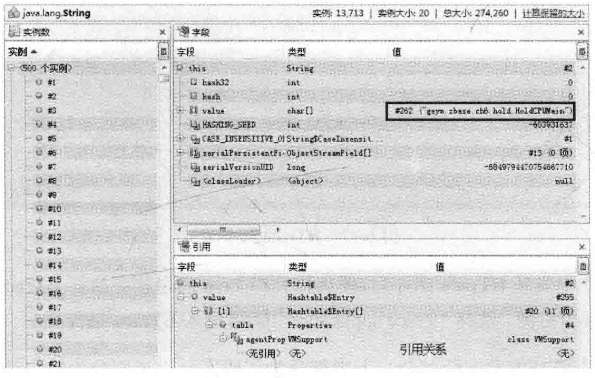 java.lang.String 实例: 13,713 | 实例大小: 20 | 总大小: 274,260 | 计算保留的大小
实例数 ×
实例
<500 个实例>
#1
#2
#3
#4
#5
#6
#7
#8
#9
#10
#11
#12
#13
#14
#15
#16
#17
#18
#19
#20
#21
字段 ×
字段 类型 值
this String #2
hash32 int 0
hash int 0
value char[] #262 ("geym.zbase.ch6.hold.HoldCPUMain")
HASHING_SEED int
CASE_INSENSITIVE_OI String$CaseInsensit... #1
serialPersistentFi ObjectStreamField[] #13 (0 项)
serialVersionUID long -6849794470754667710
<classLoader> <object> null
引用 ×
字段 类型 值
this String #2
value Hashtable$Entry #255
[1] Hashtable$Entry[] #20 (11 项)
table Properties #4
agentProp VMSupport class VMSupport
<无引用> <无> <无>
引用关系